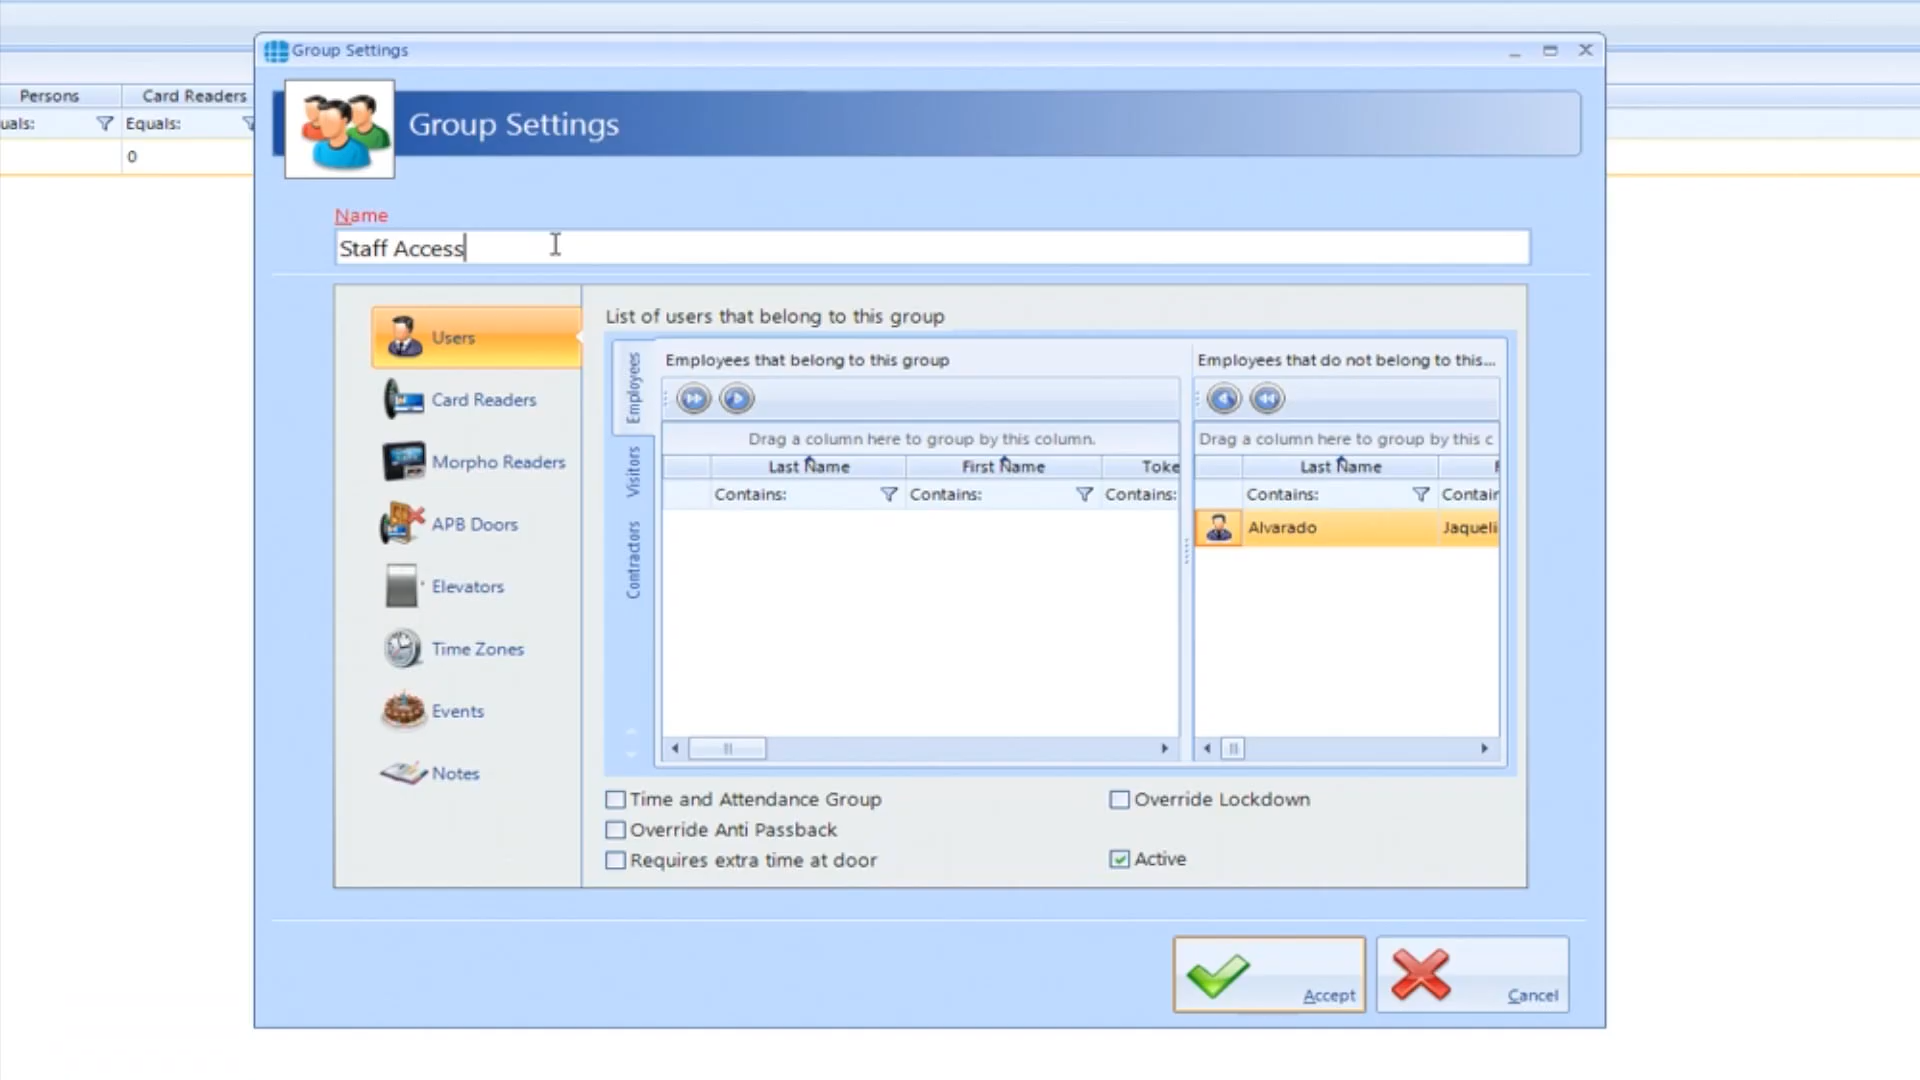 Group Settings
Persons
Card Readers
uals:
Equals:
0
Group Settings
Name
Staff Access
Users
Card Readers
Morpho Readers
APB Doors
Elevators
Time Zones
Events
Notes
List of users that belong to this group
Employees
Visitors
Contractors
Employees that belong to this group
Drag a column here to group by this column.
Last Name First Name Toke
Contains: Contains: Contains:
Employees that do not belong to this...
Drag a column here to group by this c
Last Name F
Contains: Contair
Alvarado Jaqueli
Time and Attendance Group
Override Anti Passback
Requires extra time at door
Override Lockdown
Active
Accept
Cancel